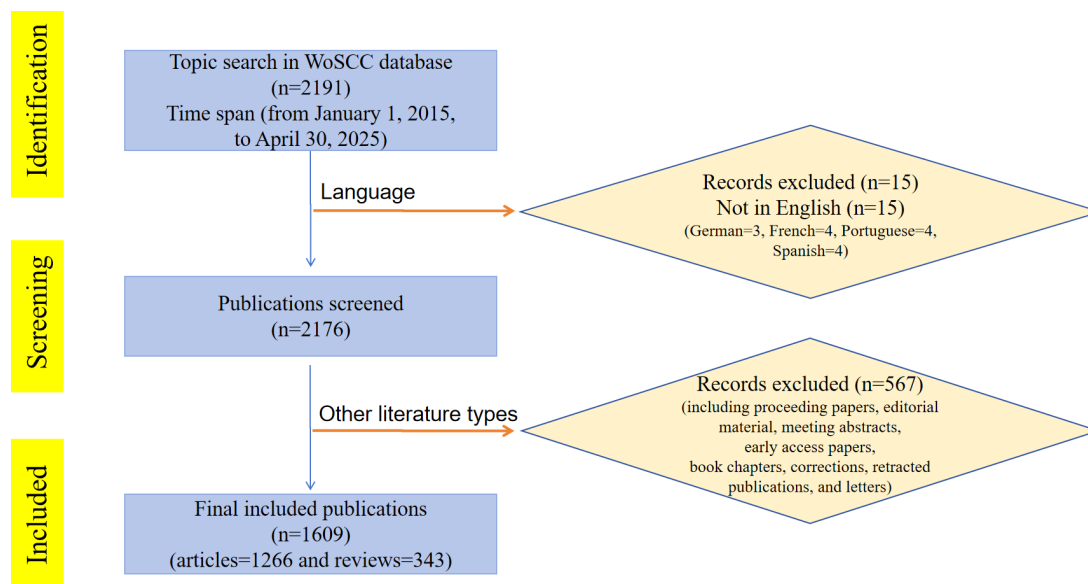 Identification
Topic search in WoSCC database
(n=2191)
Time span (from January 1, 2015,
to April 30, 2025)
Language
Records excluded (n=15)
Not in English (n=15)
(German=3, French=4, Portuguese=4,
Spanish=4)
Screening
Publications screened
(n=2176)
Other literature types
Records excluded (n=567)
(including proceeding papers, editorial
material, meeting abstracts,
early access papers,
book chapters, corrections, retracted
publications, and letters)
Included
Final included publications
(n=1609)
(articles=1266 and reviews=343)